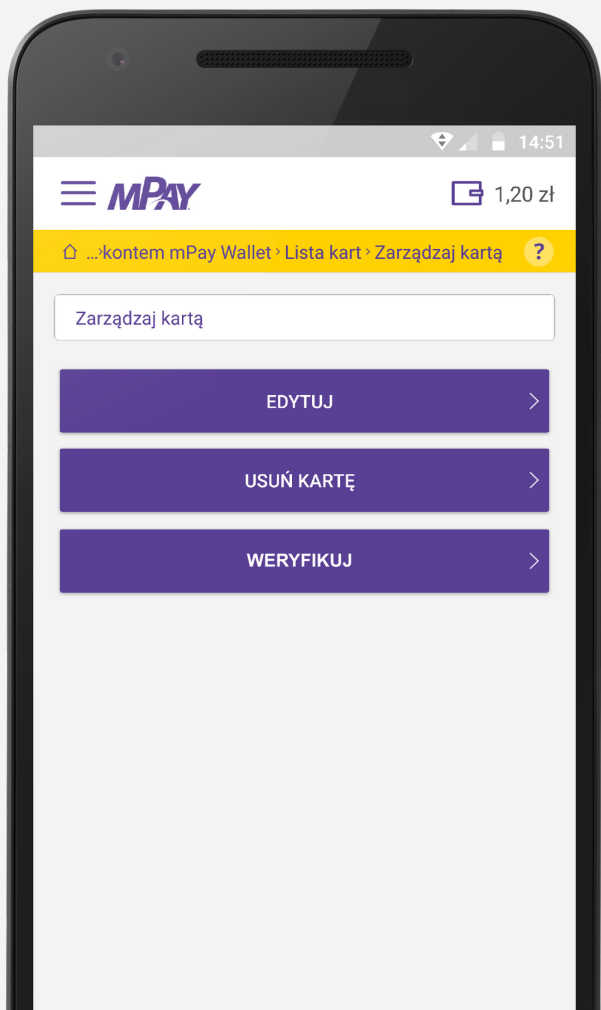 14:51
mPAY
1,20 zł
...›kontem mPay Wallet › Lista kart › Zarządzaj kartą ?
Zarządzaj kartą
EDYTUJ
USUŃ KARTĘ
WERYFIKUJ